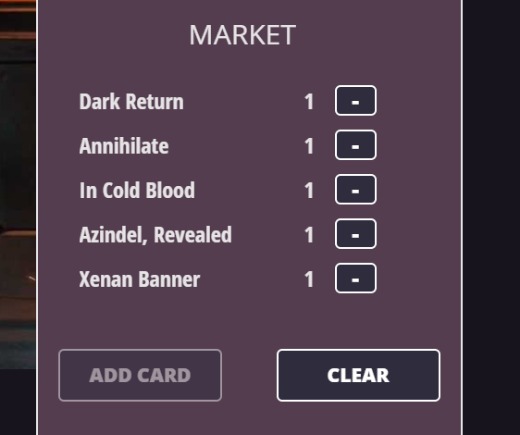 MARKET
Dark Return 1 -
Annihilate 1 -
In Cold Blood 1 -
Azindel, Revealed 1 -
Xenan Banner 1 -
ADD CARD CLEAR